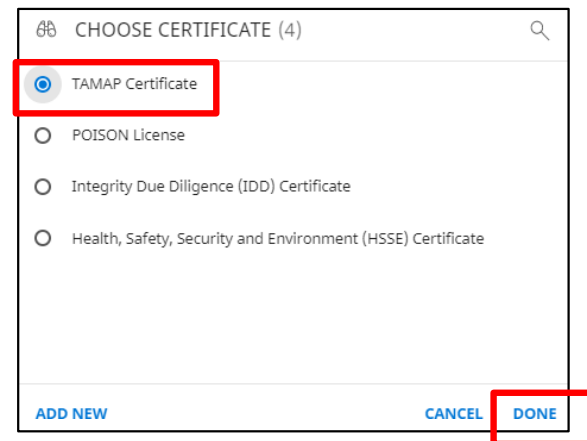 CHOOSE CERTIFICATE (4)
TAMAP Certificate
POISON License
Integrity Due Diligence (IDD) Certificate
Health, Safety, Security and Environment (HSSE) Certificate
ADD NEW CANCEL DONE